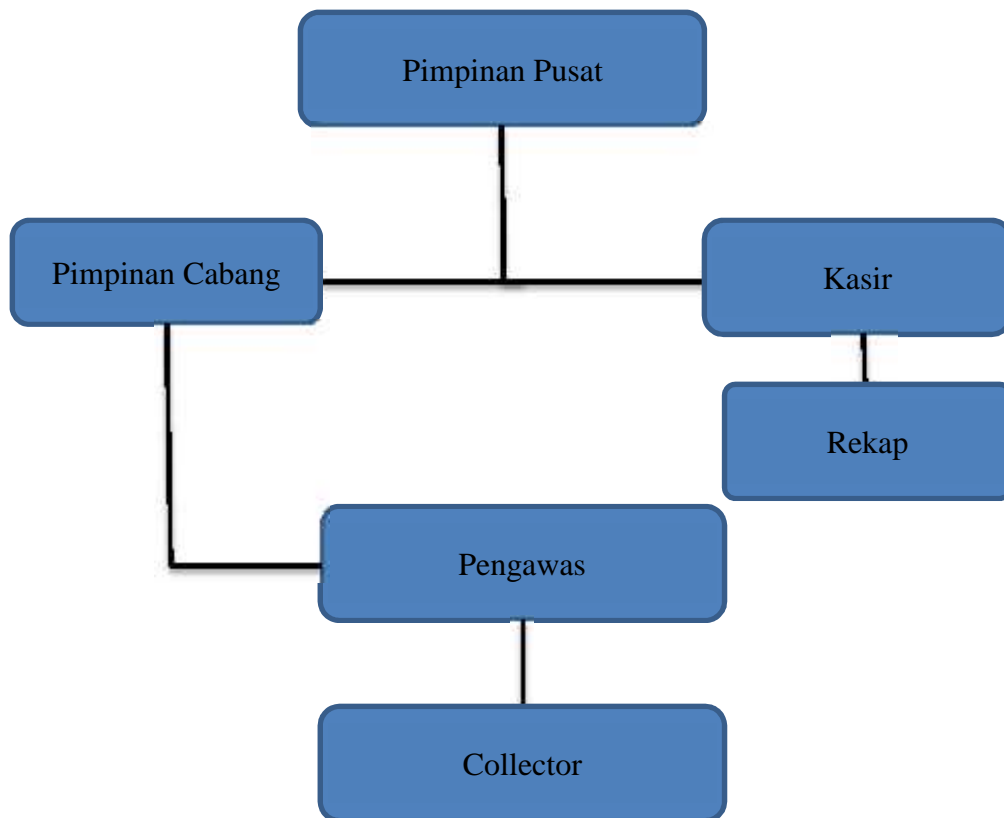 Pimpinan Pusat
Pimpinan Cabang
Kasir
Rekap
Pengawas
Collector